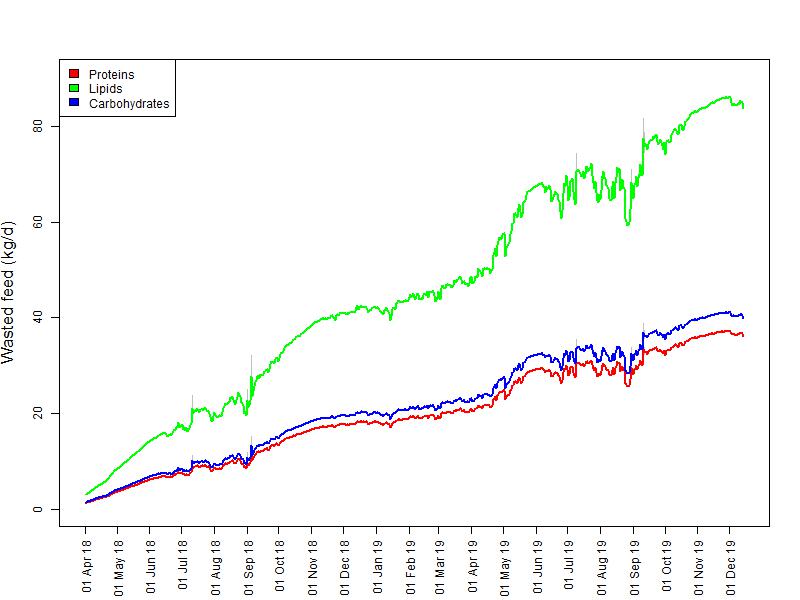 Proteins
Lipids
Carbohydrates
Wasted feed (kg/d)
80
60
40
20
0
01 Apr 18
01 May 18
01 Jun 18
01 Jul 18
01 Aug 18
01 Sep 18
01 Oct 18
01 Nov 18
01 Dec 18
01 Jan 19
01 Feb 19
01 Mar 19
01 Apr 19
01 May 19
01 Jun 19
01 Jul 19
01 Aug 19
01 Sep 19
01 Oct 19
01 Nov 19
01 Dec 19